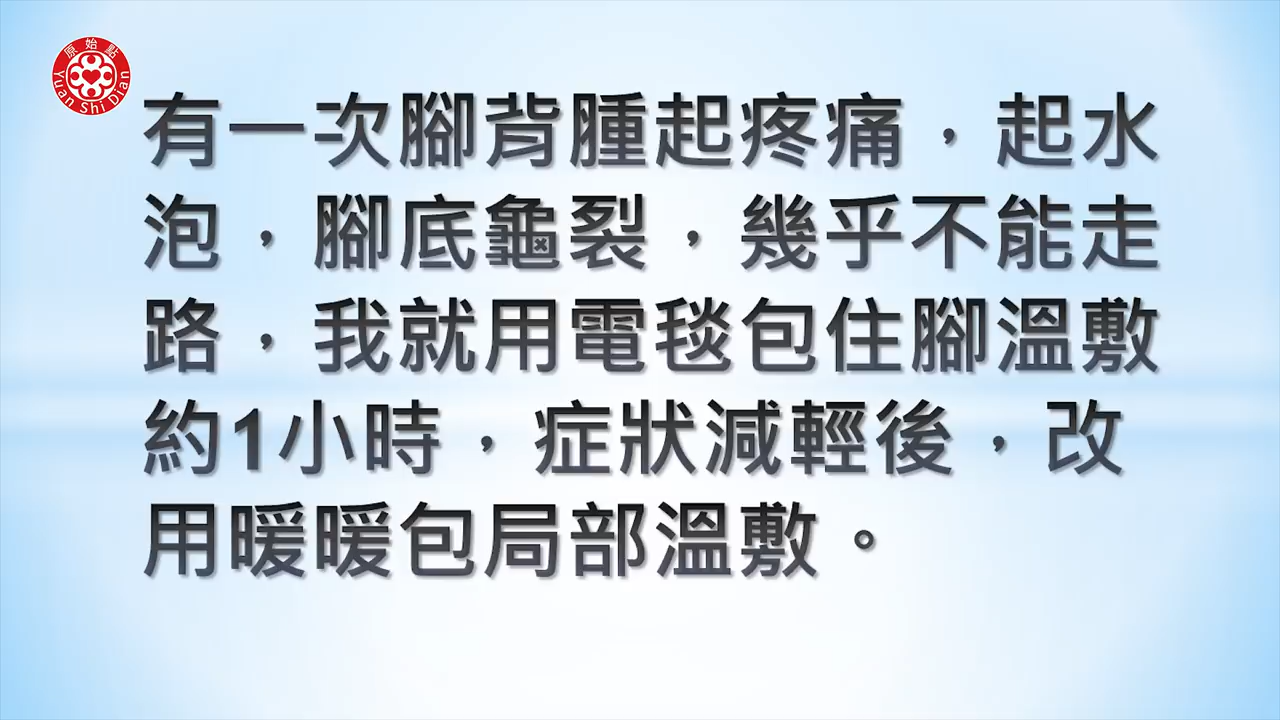 原始點
Yuan Shi Dian
有一次腳背腫起疼痛，起水
泡，腳底龜裂，幾乎不能走
路，我就用電毯包住腳溫敷
約1小時，症狀減輕後，改
用暖暖包局部溫敷。